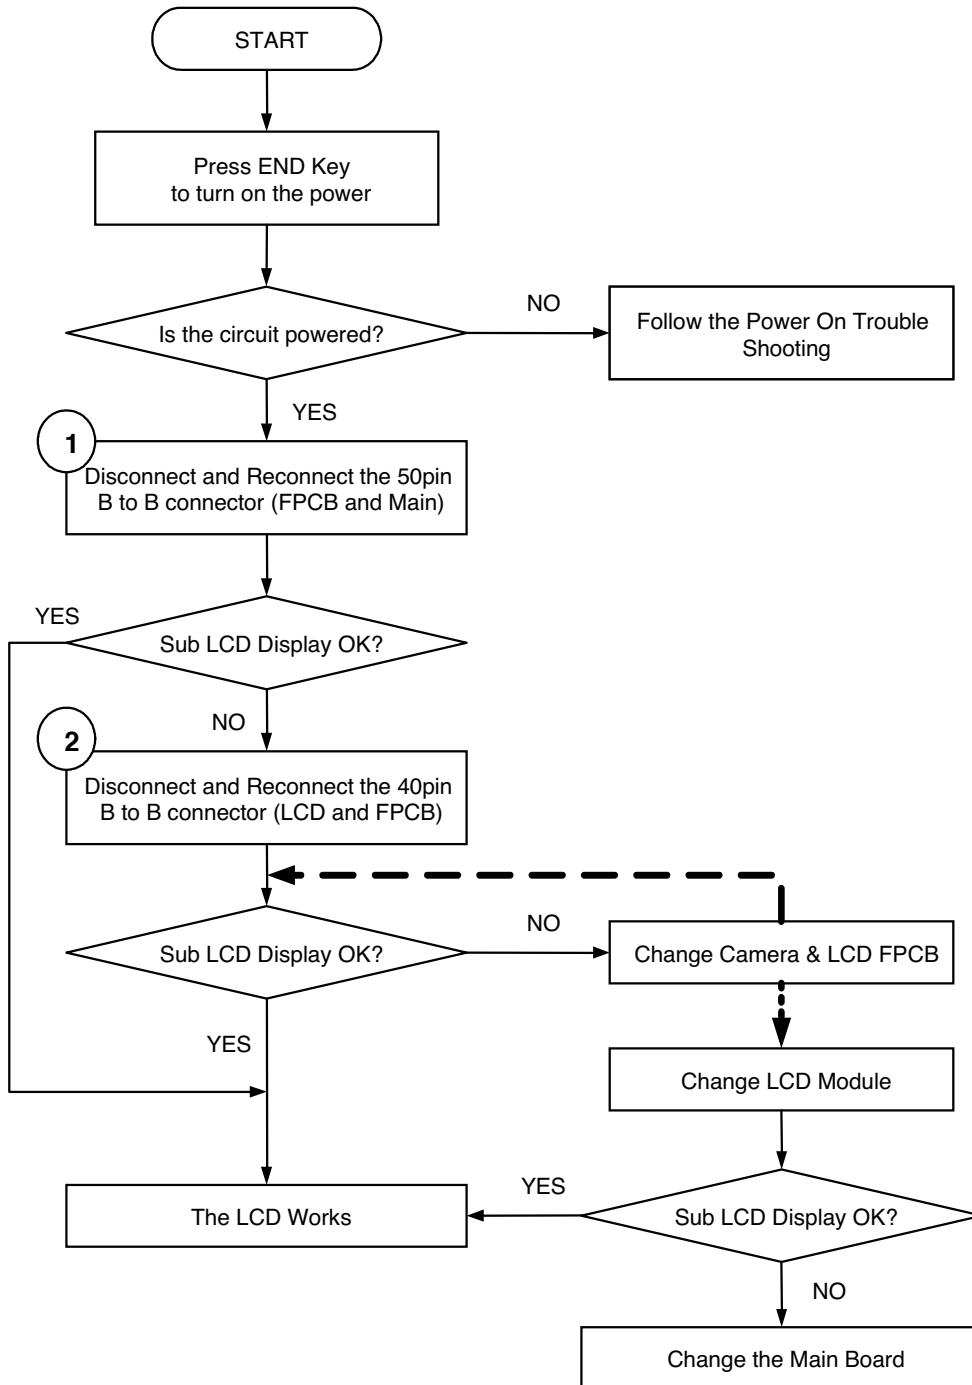 START
Press END Key
to turn on the power
Is the circuit powered?
NO
Follow the Power On Trouble
Shooting
YES
1
Disconnect and Reconnect the 50pin
B to B connector (FPCB and Main)
YES
Sub LCD Display OK?
NO
2
Disconnect and Reconnect the 40pin
B to B connector (LCD and FPCB)
Sub LCD Display OK?
NO
Change Camera & LCD FPCB
YES
Change LCD Module
The LCD Works
YES
Sub LCD Display OK?
NO
Change the Main Board